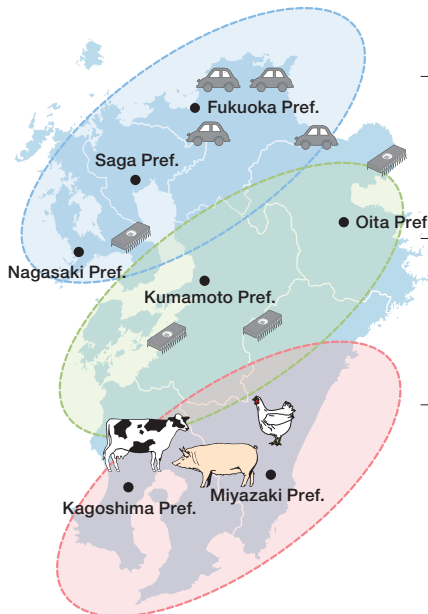 Fukuoka Pref.
Saga Pref.
Oita Pref
Nagasaki Pref.
Kumamoto Pref.
Kagoshima Pref.
Miyazaki Pref.